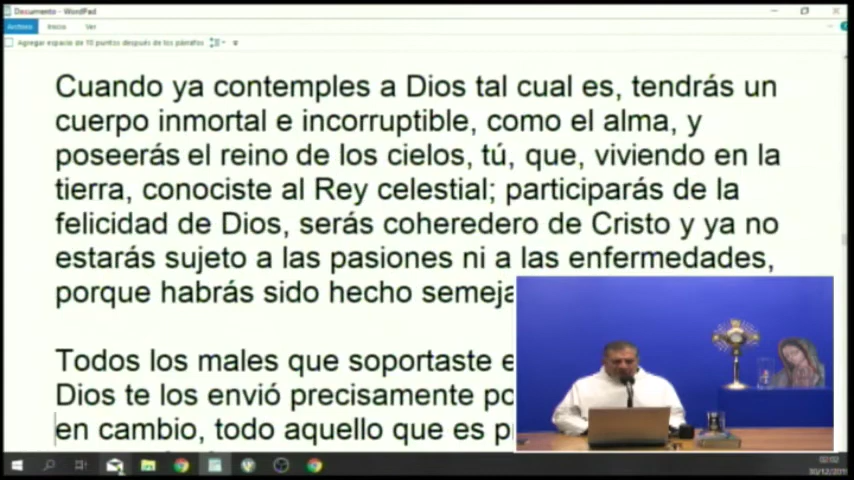 Documento - WordPad
Archivo Inicio Ver
Agregar espacio de 10 puntos después de los párrafos
Cuando ya contemples a Dios tal cual es, tendrás un
cuerpo inmortal e incorruptible, como el alma, y
poseerás el reino de los cielos, tú, que, viviendo en la
tierra, conociste al Rey celestial; participarás de la
felicidad de Dios, serás coheredero de Cristo y ya no
estarás sujeto a las pasiones ni a las enfermedades,
porque habrás sido hecho semeja
Todos los males que soportaste e
Dios te los envió precisamente po
en cambio, todo aquello que es p
02:02